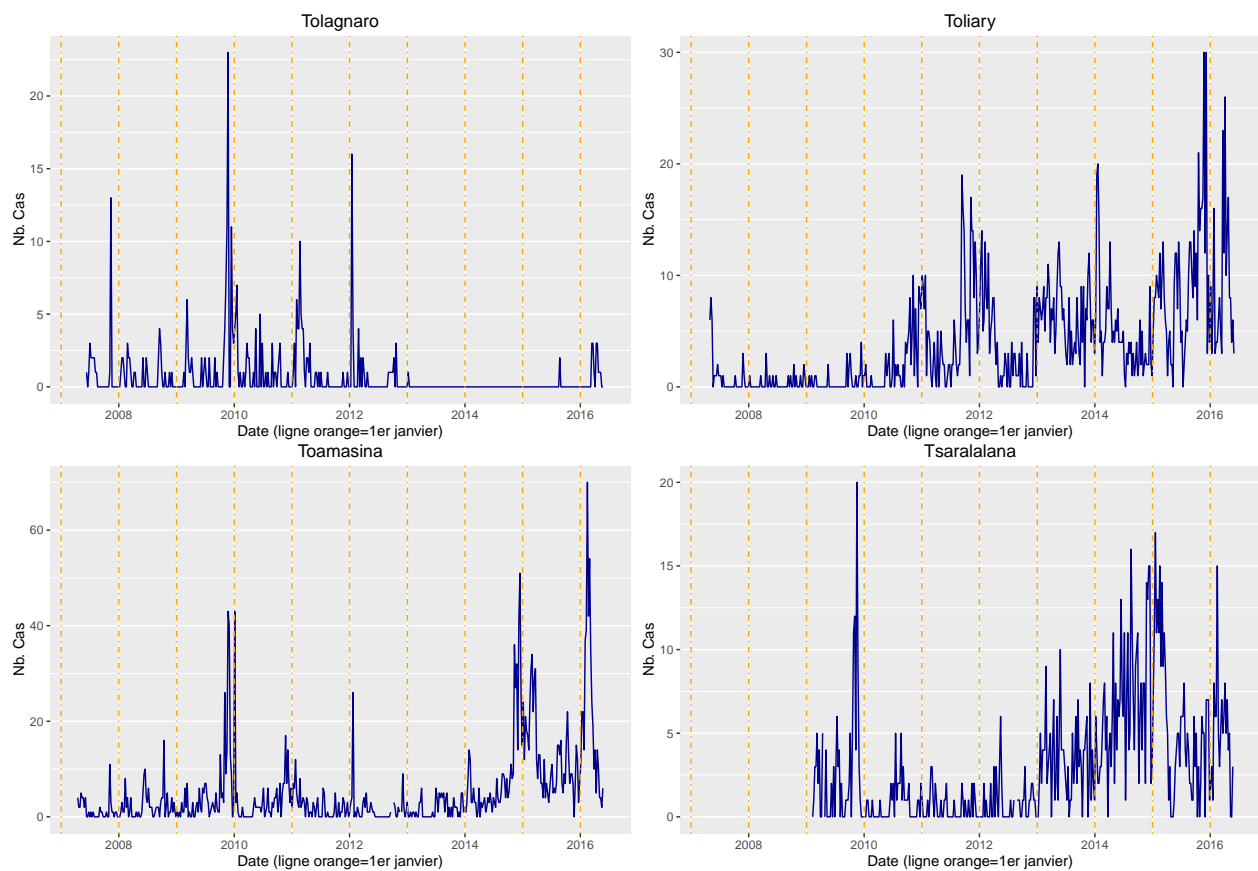 Tolagnaro
Nb. Cas
20
15
10
5
0
2008 2010 2012 2014 2016
Date (ligne orange=1er janvier)
Toliary
Nb. Cas
30
20
10
0
2008 2010 2012 2014 2016
Date (ligne orange=1er janvier)
Toamasina
Nb. Cas
60
40
20
0
2008 2010 2012 2014 2016
Date (ligne orange=1er janvier)
Tsaralalana
Nb. Cas
20
15
10
5
0
2008 2010 2012 2014 2016
Date (ligne orange=1er janvier)